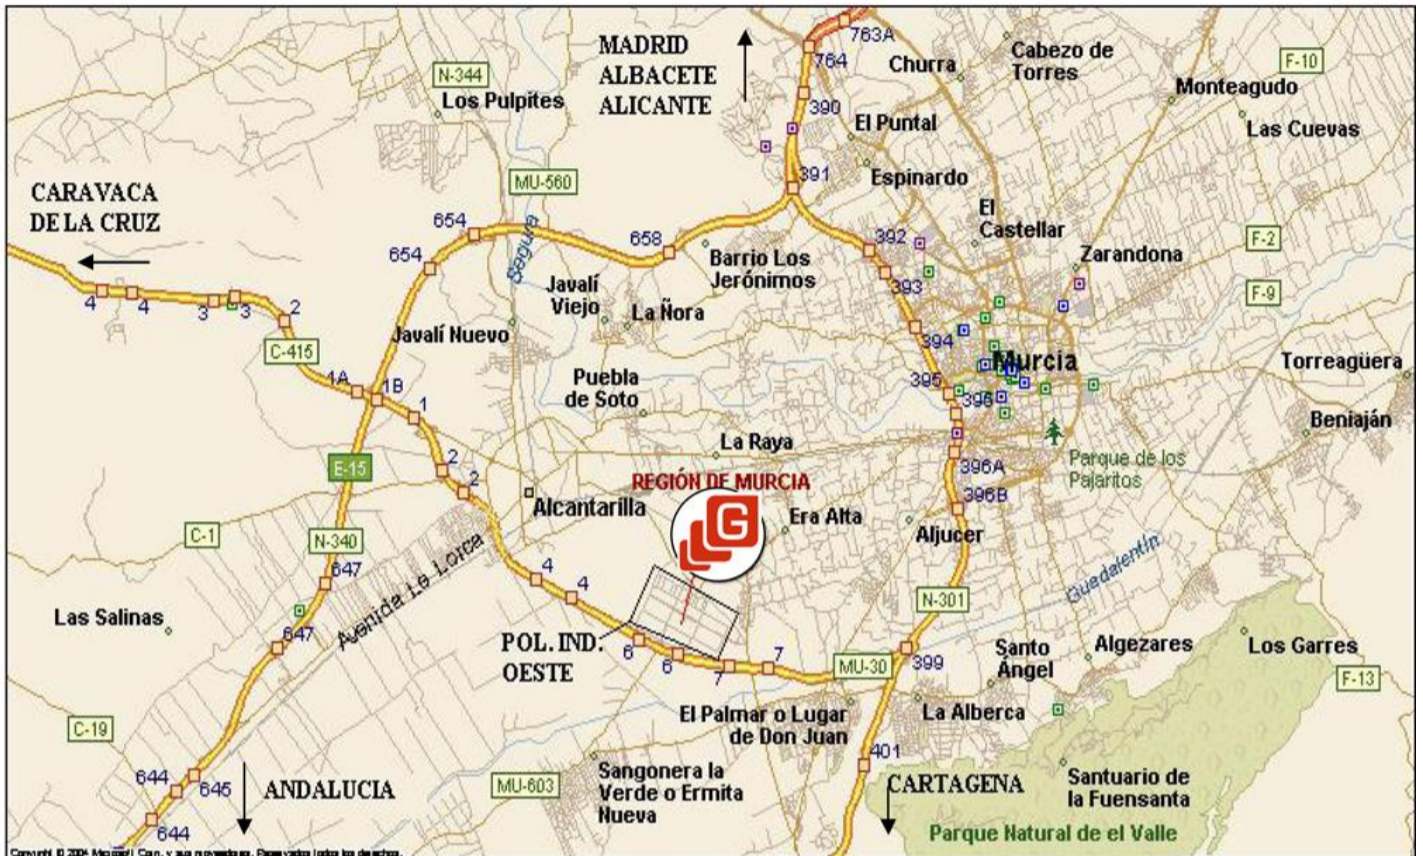 MADRID
ALBACETE
ALICANTE
763A
764
Churra
Cabezo de
Torres
F-10
N-344
Los Pulpites
390
Monteagudo
El Puntal
Las Cuevas
MU-560
391
Espinardo
CARAVACA
DE LA CRUZ
654
654
Segura
658
392
El
Castellar
F-2
Barrio Los
Jerónimos
393
Zarandona
4
4
3
3
2
Javalí
Viejo
La Ñora
F-9
Javalí Nuevo
394
C-415
Murcia
Torreagüera
1A
1B
1
Puebla
de Soto
395
396
Beniaján
La Raya
2
2
E-15
396A
Parque de los
Pajaritos
REGIÓN DE MURCIA
G
396B
Alcantarilla
Era Alta
Aljucer
C-1
N-340
Avenida Le Lorca
Guadalentín
647
4
4
N-301
Las Salinas
647
POL. IND.
OESTE
6
6
7
7
MU-30
399
Santo
Ángel
Algezares
Los Garres
F-13
C-19
El Palmar o Lugar
de Don Juan
La Alberca
401
644
645
644
ANDALUCIA
MU-603
Sangonera la
Verde o Ermita
Nueva
CARTAGENA
Santuario de
la Fuensanta
Parque Natural de el Valle